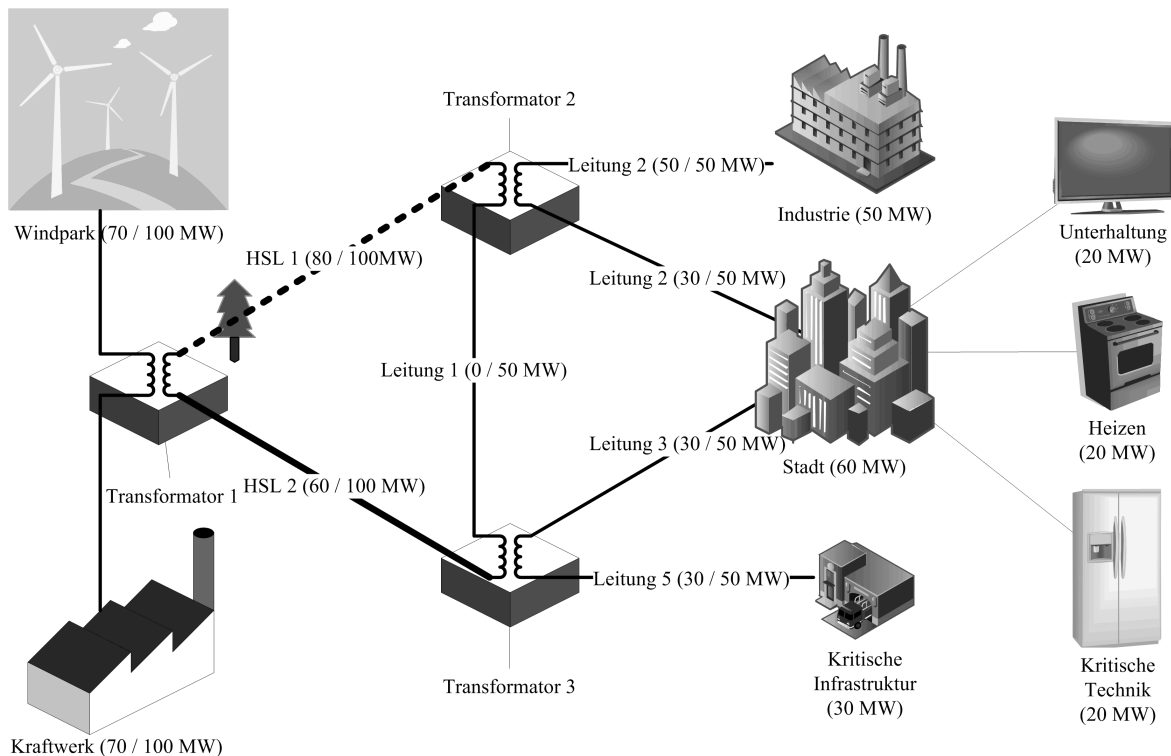 Transformator 2
Leitung 2 (50 / 50 MW)
Industrie (50 MW)
Windpark (70 / 100 MW)
HSL 1 (80 / 100MW)
Leitung 2 (30 / 50 MW)
Unterhaltung
(20 MW)
Leitung 1 (0 / 50 MW)
Heizen
(20 MW)
Leitung 3 (30 / 50 MW)
Stadt (60 MW)
HSL 2 (60 / 100 MW)
Transformator 1
Leitung 5 (30 / 50 MW)
Transformator 3
Kritische
Infrastruktur
(30 MW)
Kritische
Technik
(20 MW)
Kraftwerk (70 / 100 MW)